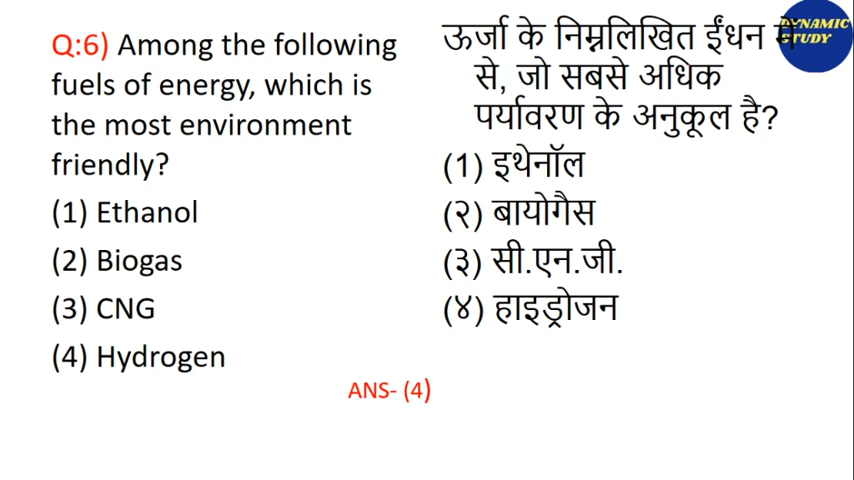 Q:6) Among the following
fuels of energy, which is
the most environment
friendly?
(1) Ethanol
(2) Biogas
(3) CNG
(4) Hydrogen
ऊर्जा के निम्नलिखित ईंधन में
से, जो सबसे अधिक
पर्यावरण के अनुकूल है?
(1) इथेनॉल
(२) बायोगैस
(३) सी.एन.जी.
(४) हाइड्रोजन
DYNAMIC
STUDY
ANS- (4)